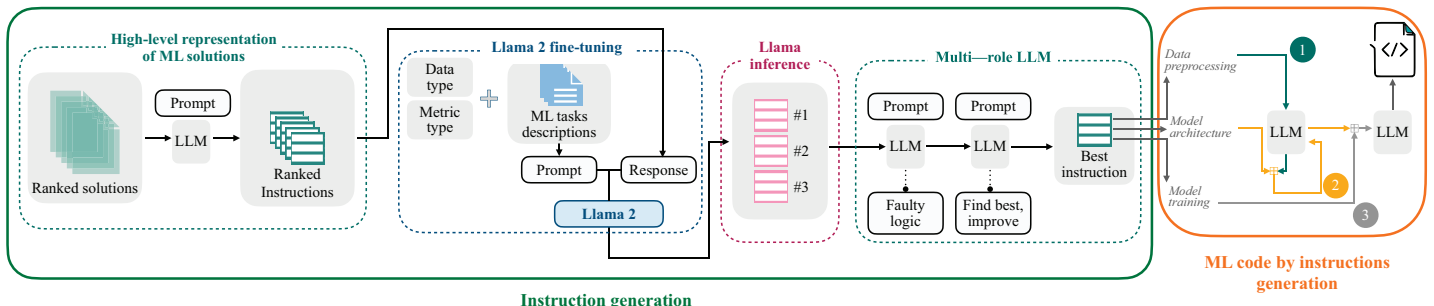 High-level representation
of ML solutions
Ranked solutions
Prompt
LLM
Ranked
Instructions
Llama 2 fine-tuning
Data
type
Metric
type
ML tasks
descriptions
Prompt
Response
Llama 2
Llama
inference
#1
#2
#3
Multi—role LLM
Prompt
Prompt
LLM
LLM
Faulty
logic
Find best,
improve
Best
instruction
Instruction generation
Data
preprocessing
Model
architecture
Model
training
1
LLM
2
3
LLM
</>
ML code by instructions
generation